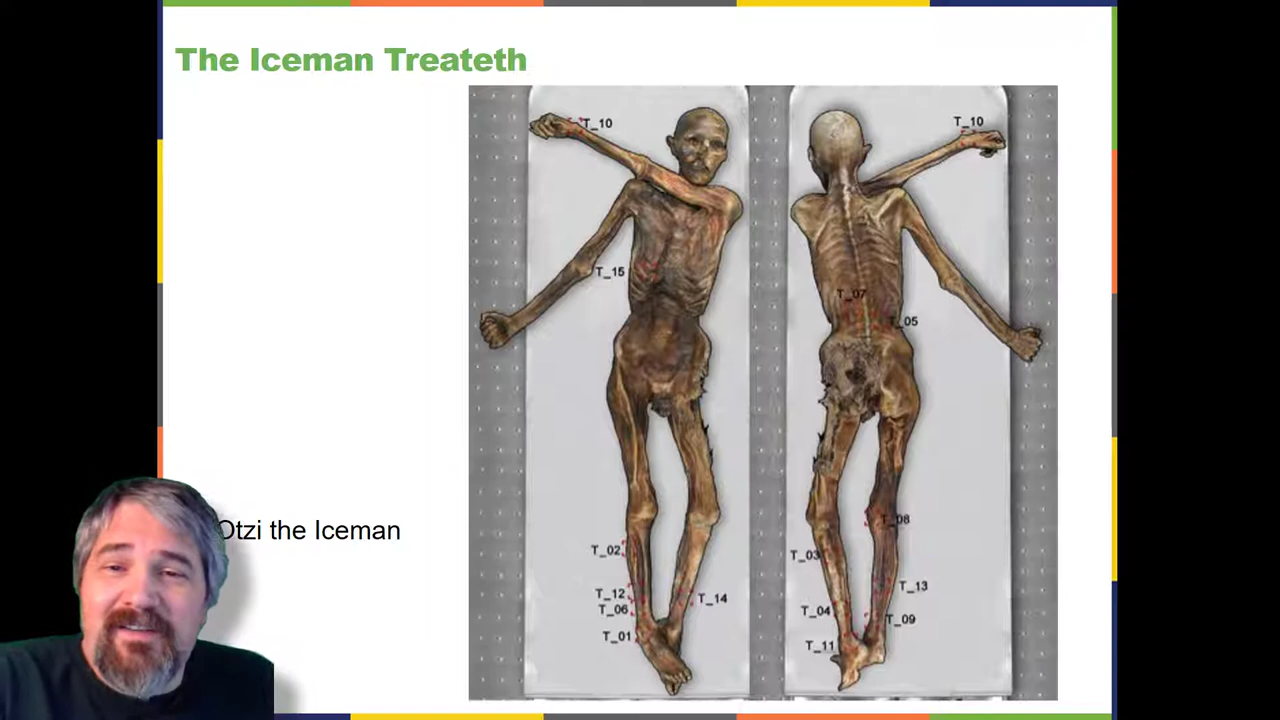 The Iceman Treateth
T_10
T_10
T_15
T_07
T_05
Otzi the Iceman
T_08
T_02
T_03
T_12
T_14
T_13
T_06
T_04
T_09
T_01
T_11